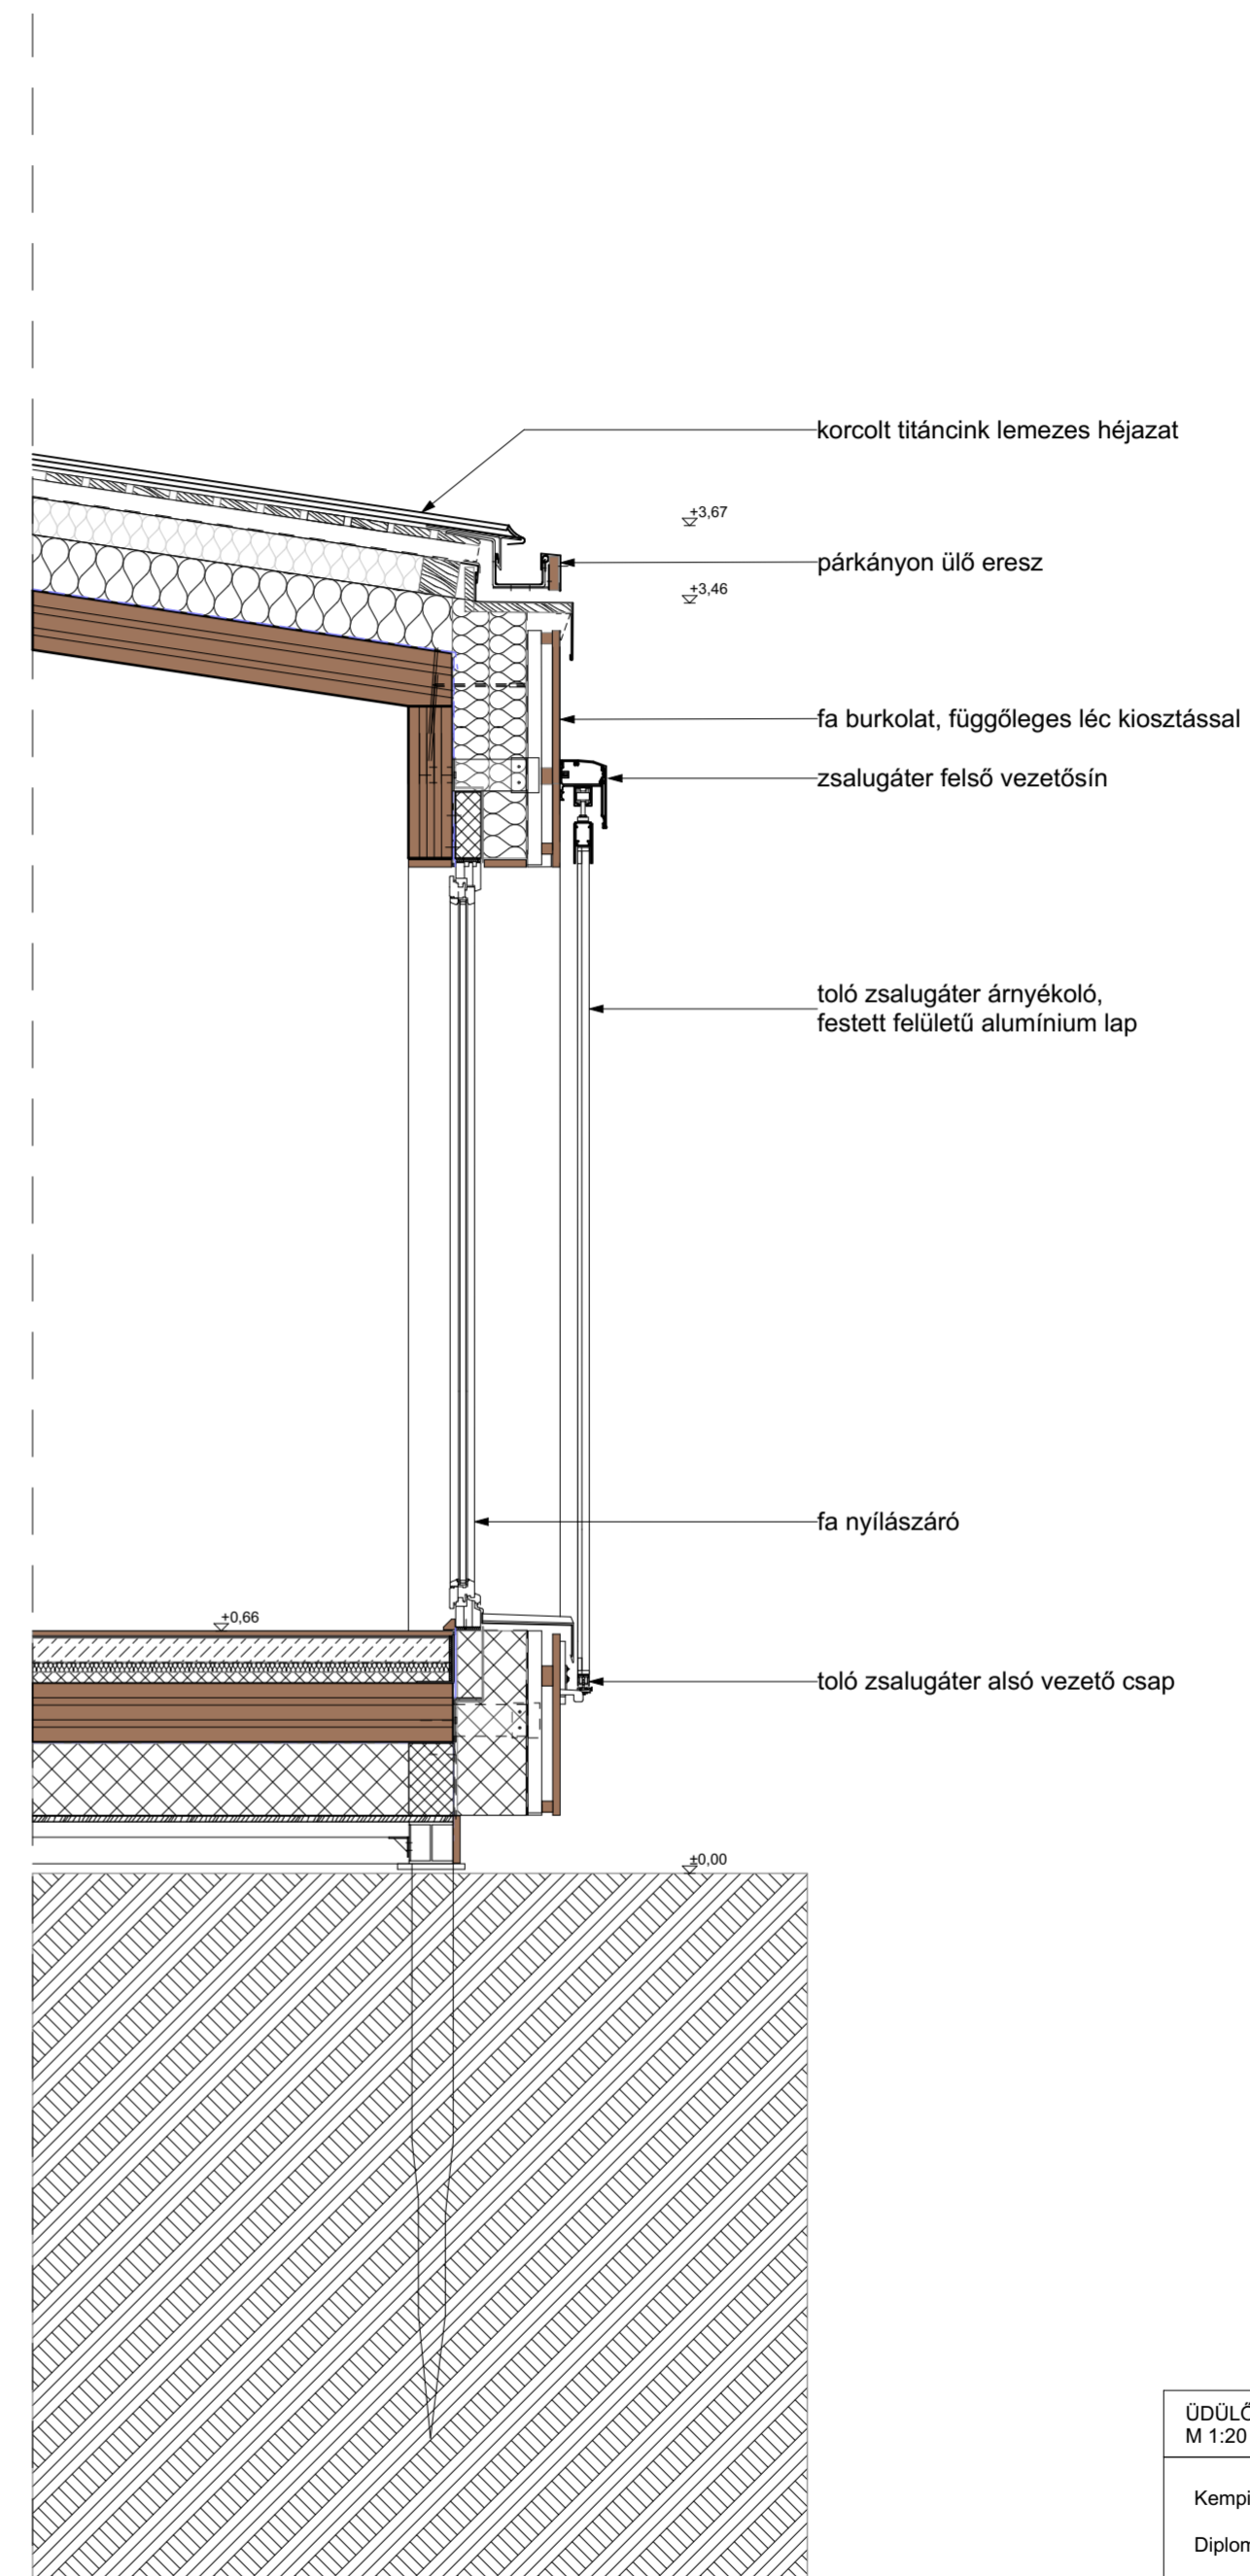 korcolt titáncink lemezes héjazat
+3,67
párkányon ülő eresz
+3,46
fa burkolat, függőleges léc kiosztással
zsalugáter felső vezetősín
toló zsalugáter árnyékoló,
festett felületű alumínium lap
fa nyílászáró
+0,66
toló zsalugáter alsó vezető csap
±0,00
M 1:20